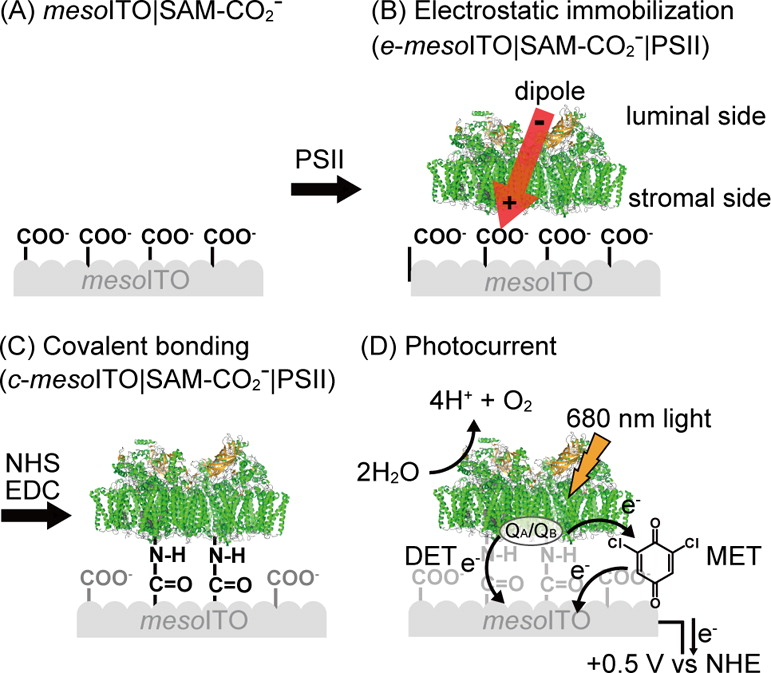 (A) mesoITO|SAM-CO₂⁻
(B) Electrostatic immobilization
(e-mesoITO|SAM-CO₂⁻|PSII)
dipole
luminal side
-
PSII
+
stromal side
COO⁻ COO⁻ COO⁻ COO⁻
mesoITO
COO⁻ COO⁻ COO⁻ COO⁻
mesoITO
(C) Covalent bonding
(c-mesoITO|SAM-CO₂⁻|PSII)
NHS
EDC
N-H N-H
COO⁻ C=O C=O COO⁻
mesoITO
(D) Photocurrent
4H⁺ + O₂
680 nm light
2H₂O
QA/QB
e⁻
O
Cl Cl
O
DET e⁻
MET
N-H N-H
e⁻
COO⁻ C=O C=O COO⁻
mesoITO
e⁻
+0.5 V vs NHE